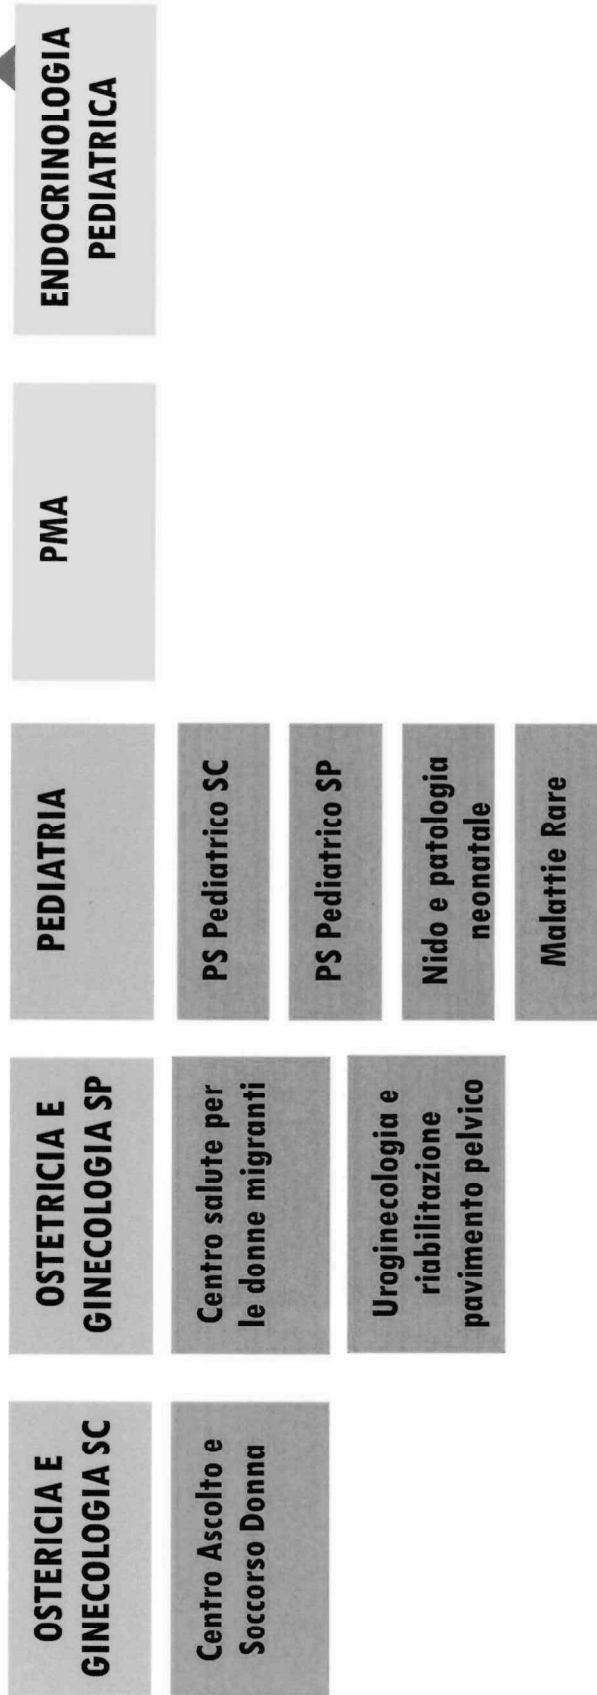 OSTERICIA E
GINECOLOGIA SC
Centro Ascolto e
Soccorso Donna
OSTETRICIA E
GINECOLOGIA SP
Centro salute per
le donne migranti
Uroginecologia e
riabilitazione
pavimento pelvico
PEDIATRIA
PS Pediatrico SC
PS Pediatrico SP
Nido e patologia
neonatale
Malattie Rare
PMA
ENDOCRINOLOGIA
PEDIATRICA